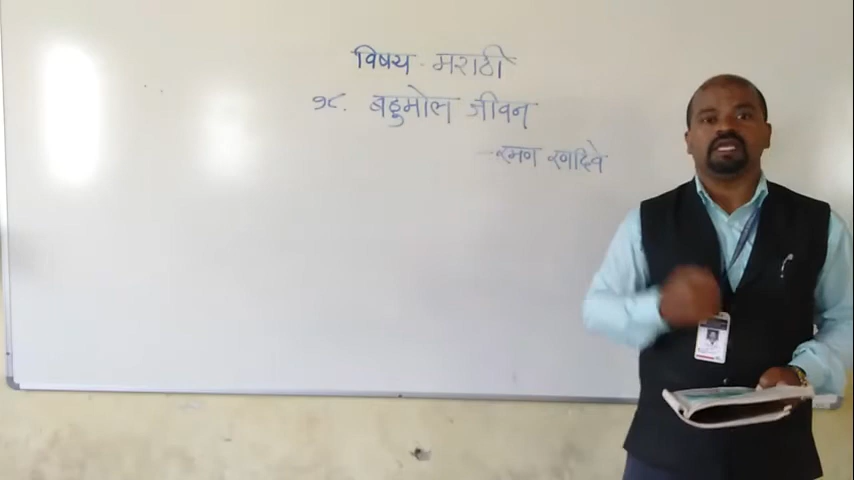 विषय - मराठी
१८. बहुमोल जीवन
- रमण रणदिवे